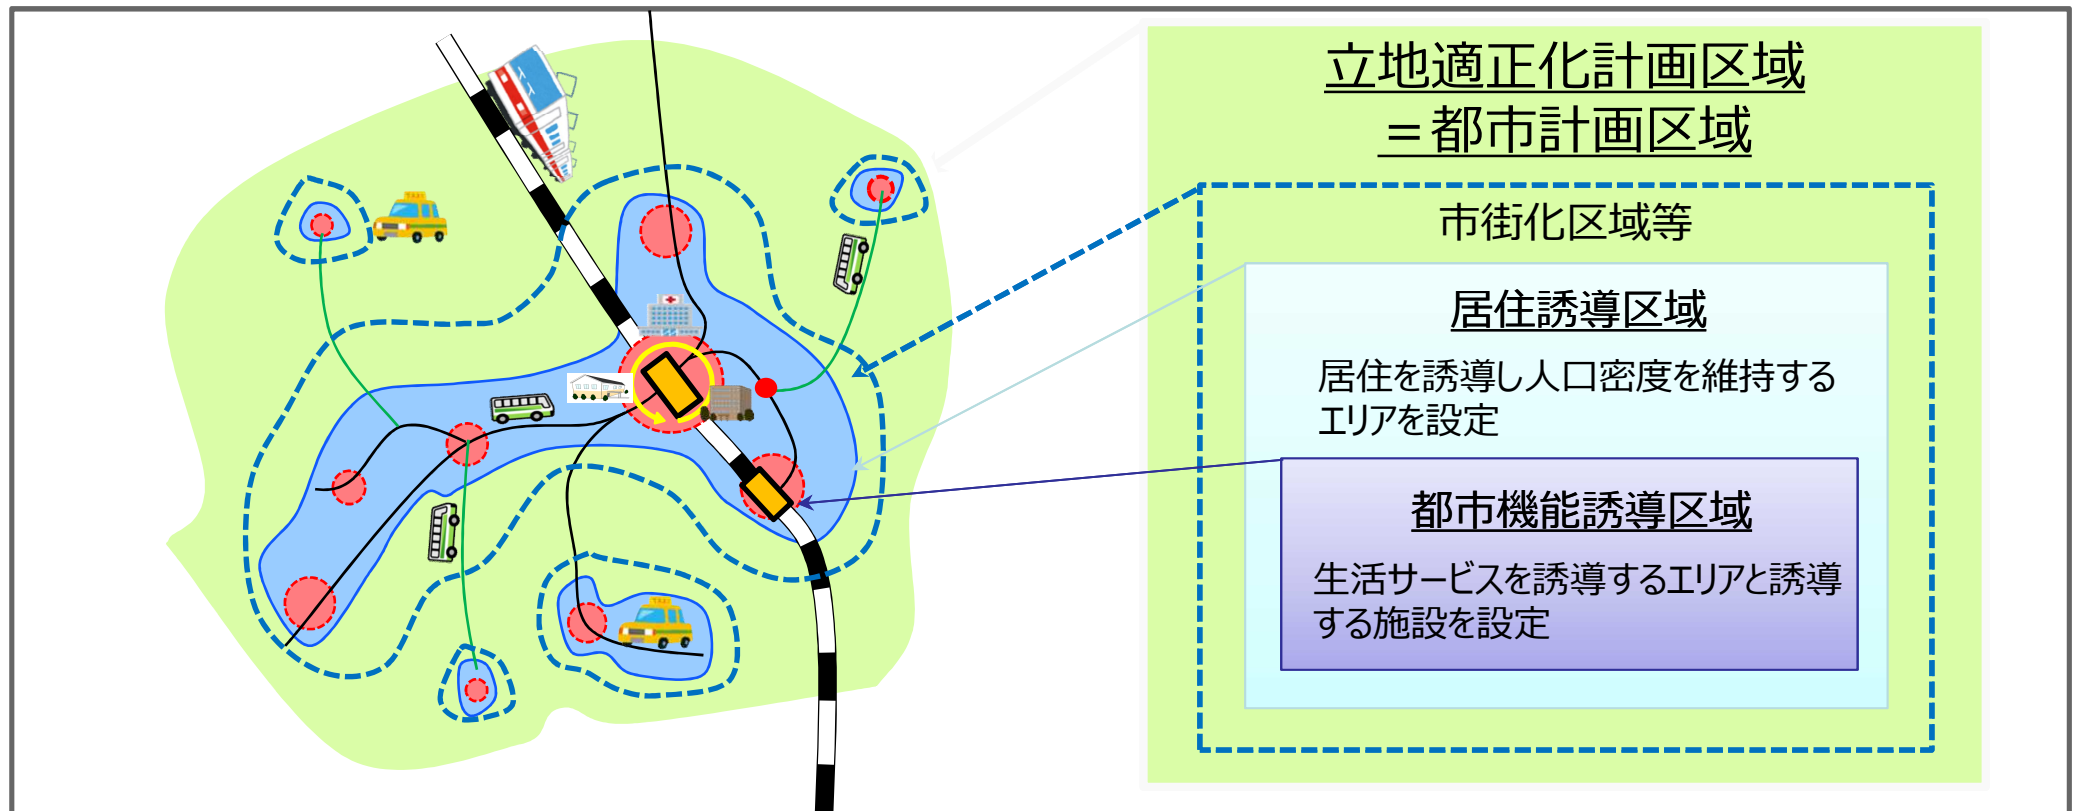 立地適正化計画区域
＝都市計画区域
市街化区域等
居住誘導区域
居住を誘導し人口密度を維持する
エリアを設定
都市機能誘導区域
生活サービスを誘導するエリアと誘導
する施設を設定
TAXI
TAXI